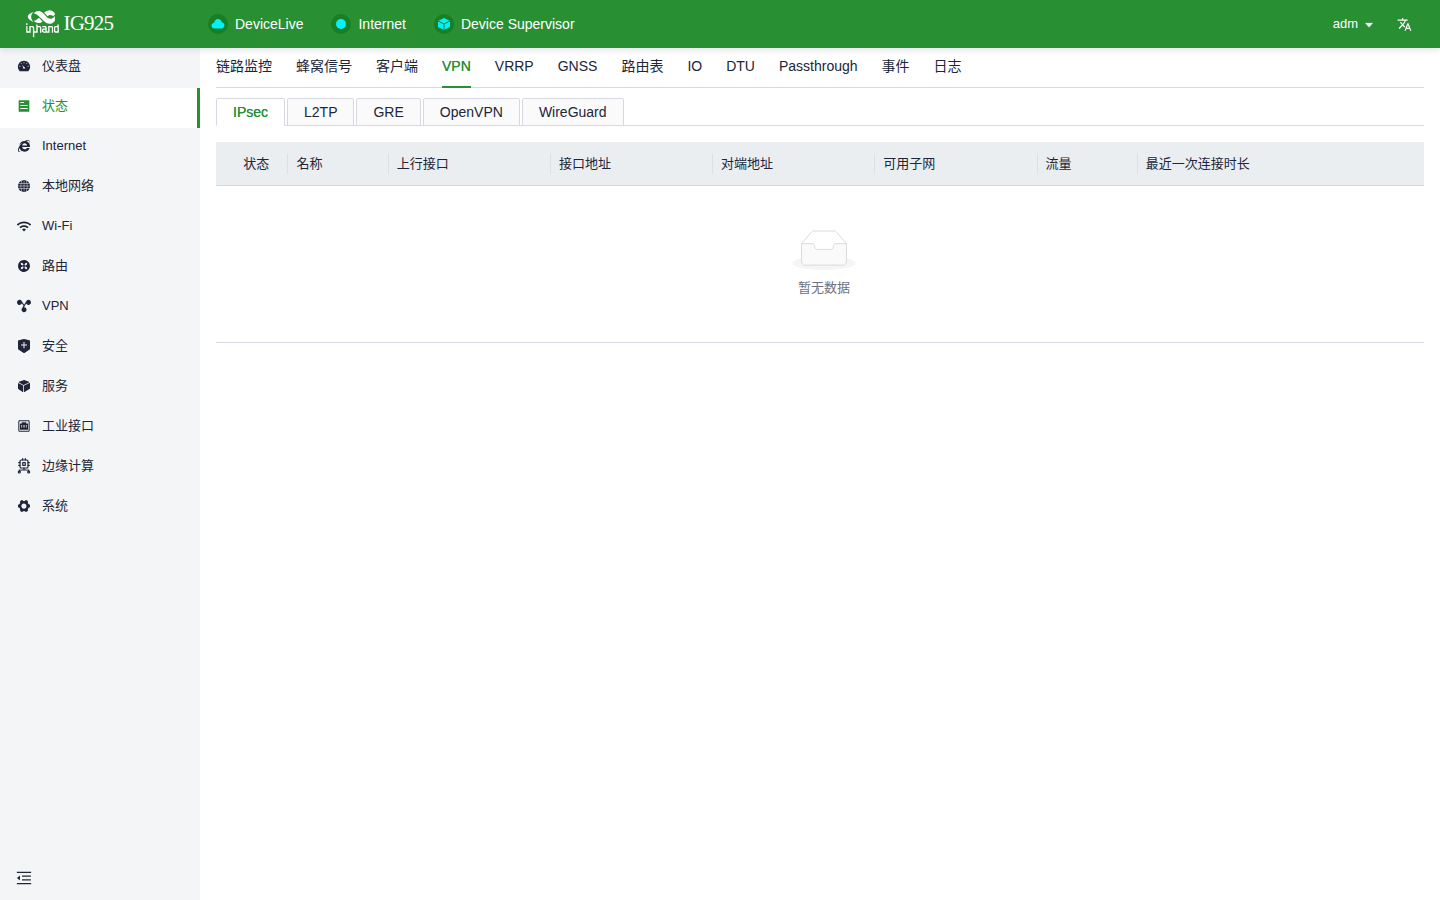 inhand IG925
DeviceLive Internet Device Supervisor
adm
链路监控 蜂窝信号 客户端 VPN VRRP GNSS 路由表 IO DTU Passthrough 事件 日志
IPsec L2TP GRE OpenVPN WireGuard
状态 名称 上行接口 接口地址 对端地址 可用子网 流量 最近一次连接时长
暂无数据
仪表盘
状态
Internet
本地网络
Wi-Fi
路由
VPN
安全
服务
工业接口
边缘计算
系统